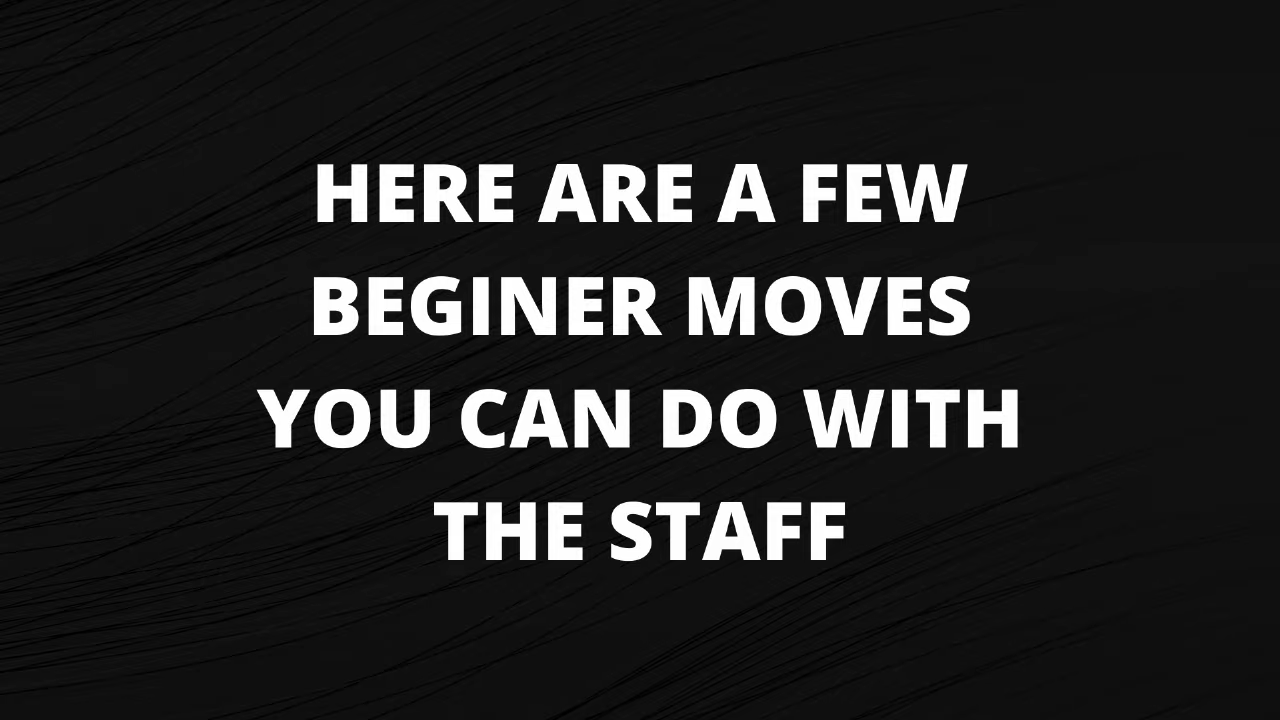 HERE ARE A FEW
BEGINER MOVES
YOU CAN DO WITH
THE STAFF